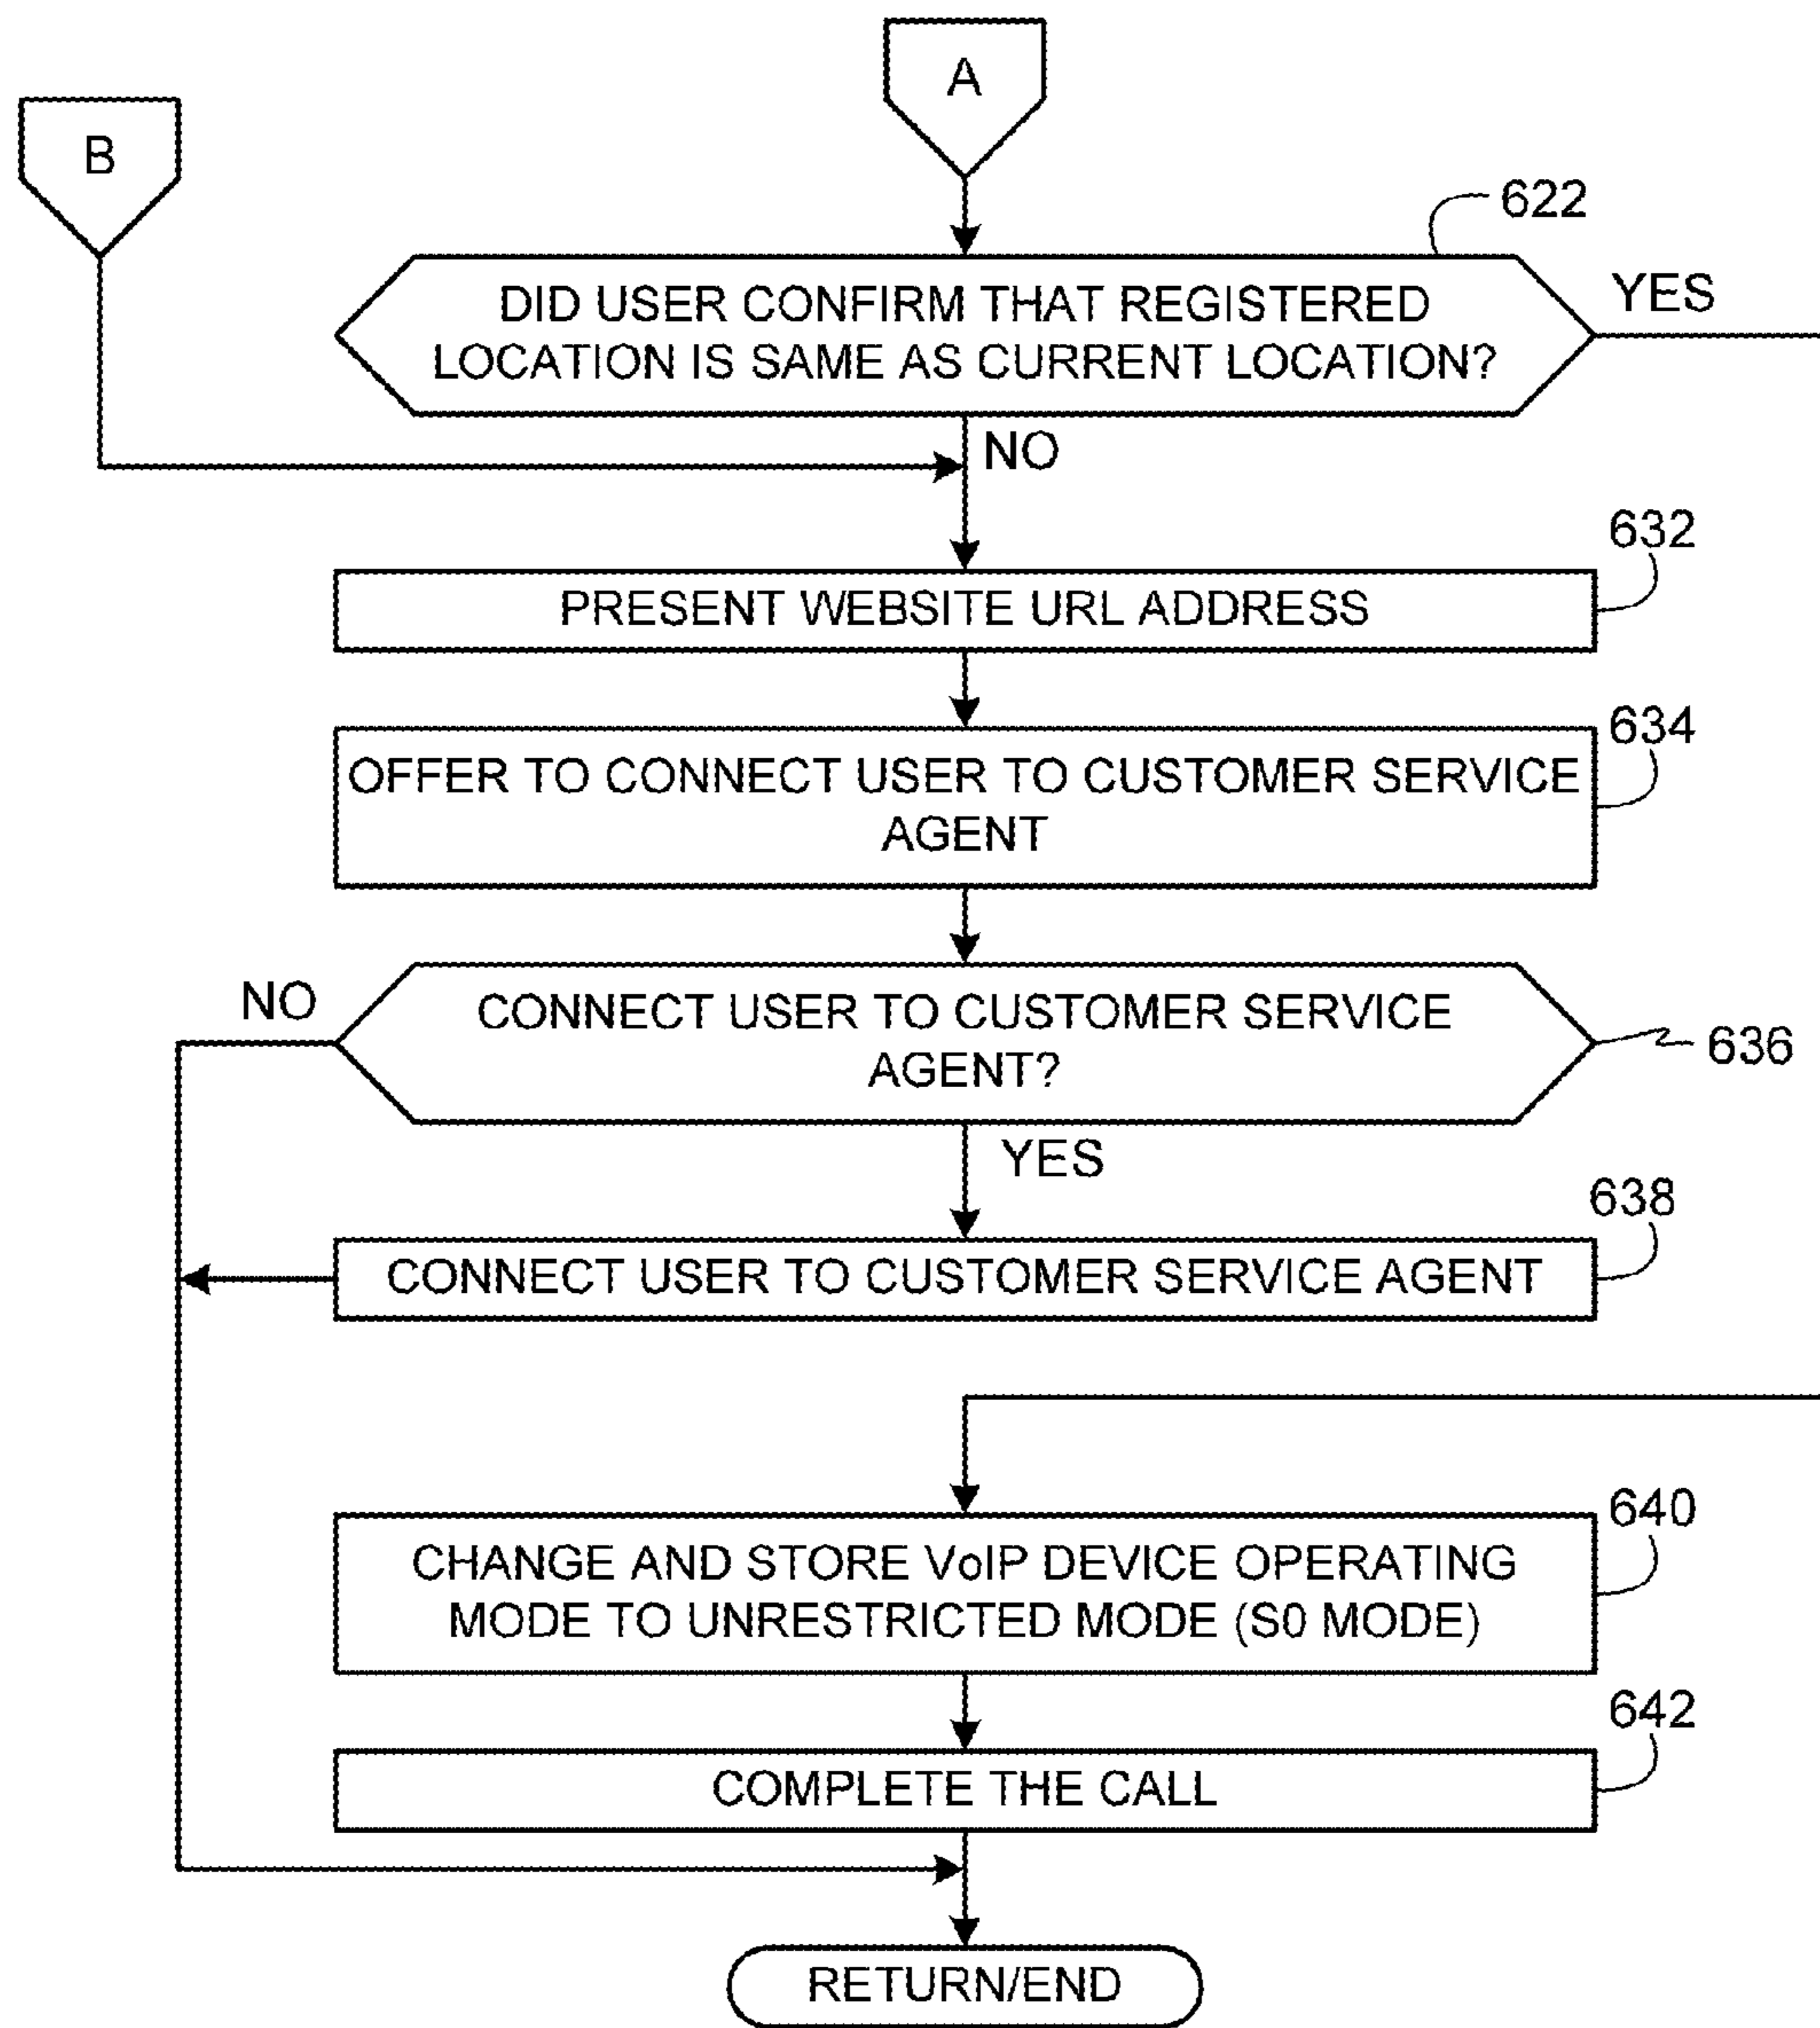 A
B
622
DID USER CONFIRM THAT REGISTERED
LOCATION IS SAME AS CURRENT LOCATION?
YES
NO
632
PRESENT WEBSITE URL ADDRESS
634
OFFER TO CONNECT USER TO CUSTOMER SERVICE
AGENT
NO
CONNECT USER TO CUSTOMER SERVICE
AGENT?
636
YES
638
CONNECT USER TO CUSTOMER SERVICE AGENT
640
CHANGE AND STORE VoIP DEVICE OPERATING
MODE TO UNRESTRICTED MODE (S0 MODE)
642
COMPLETE THE CALL
RETURN/END